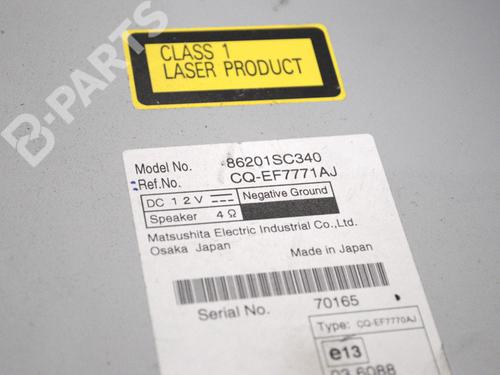 B-PARTS
CLASS 1
LASER PRODUCT
Model No. 86201SC340
Ref.No. CQ-EF7771AJ
DC 12V Negative Ground
Speaker 4Ω
Matsushita Electric Industrial Co.,Ltd.
Osaka Japan Made in Japan
Serial No. 70165
Type: CQ-EF7770AJ
e13
03 6088